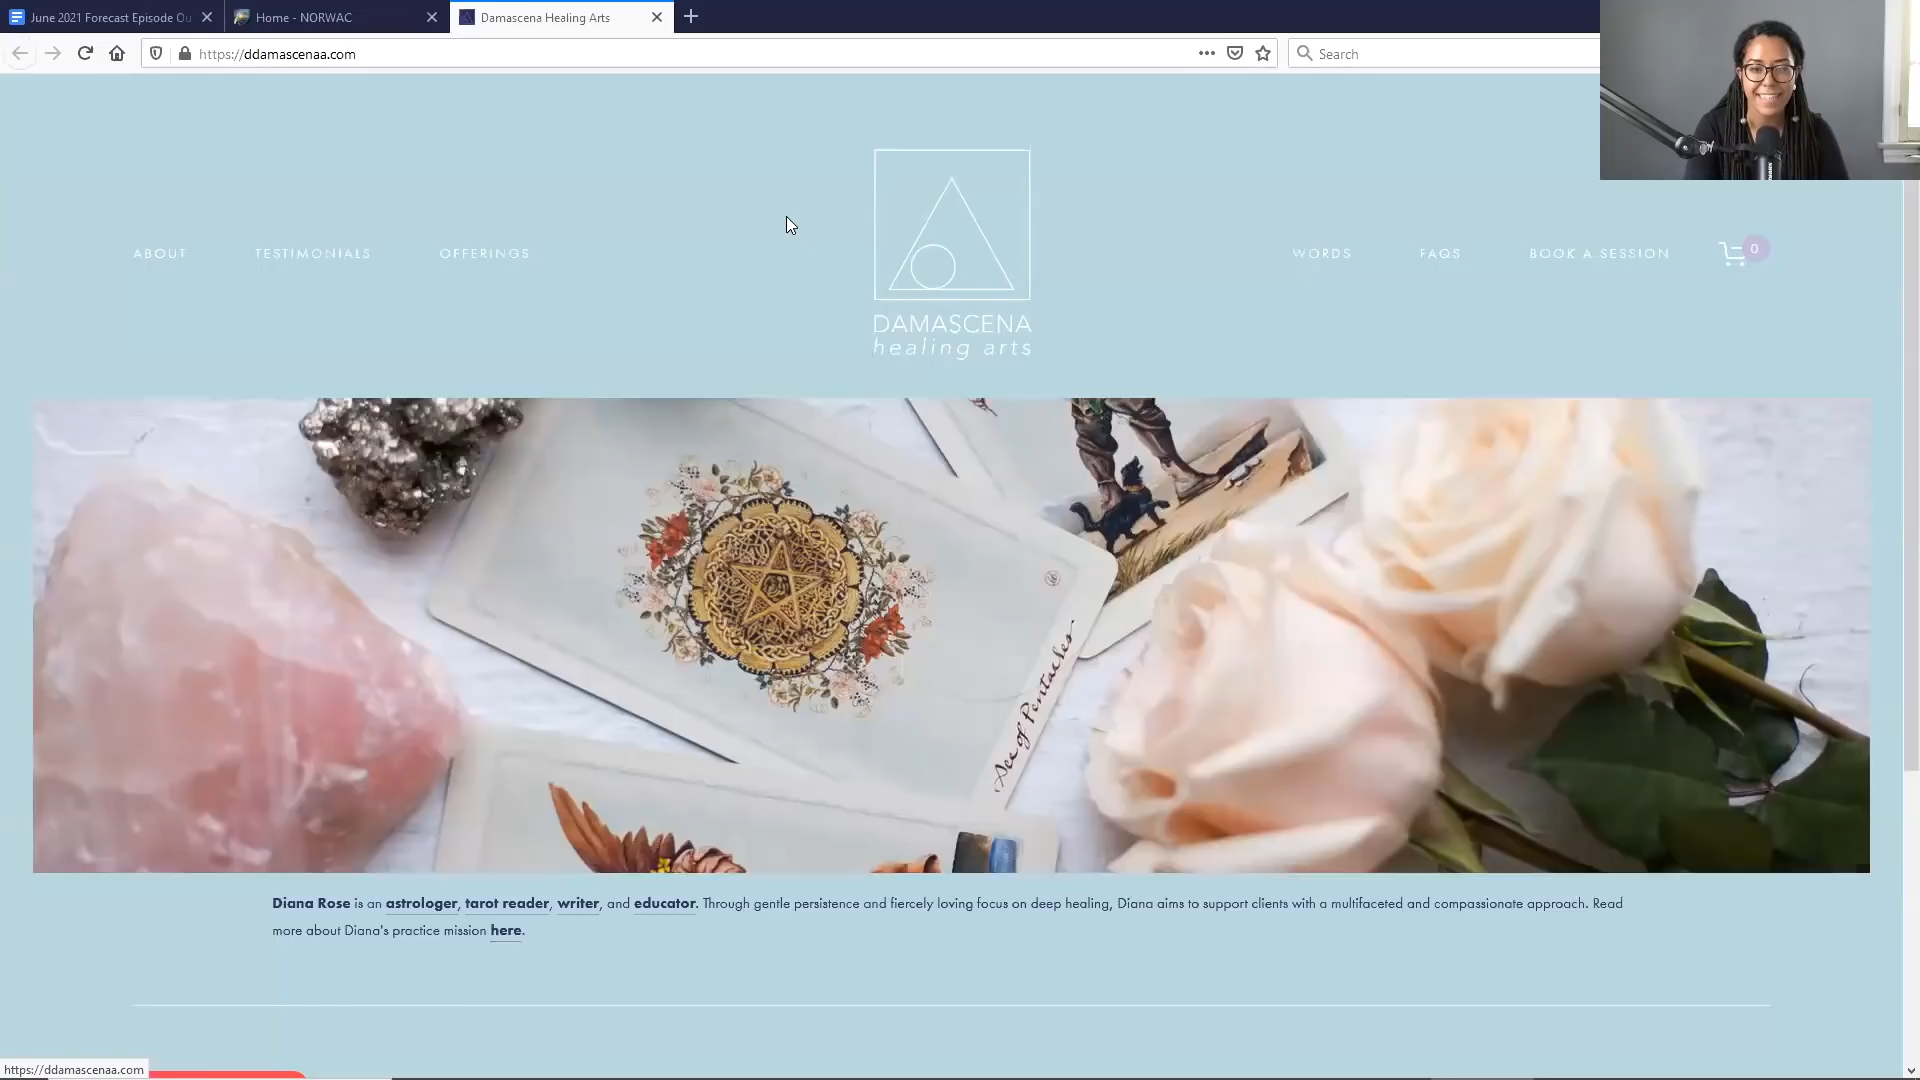 June 2021 Forecast Episode Ou
Home - NORWAC
Damascena Healing Arts
https://ddamascenaa.com
Search
ABOUT
TESTIMONIALS
OFFERINGS
DAMASCENA
healing arts
WORDS
FAQS
BOOK A SESSION
0
Ace of Pentacles
Diana Rose is an astrologer, tarot reader, writer, and educator. Through gentle persistence and fiercely loving focus on deep healing, Diana aims to support clients with a multifaceted and compassionate approach. Read
more about Diana's practice mission here.
https://ddamascenaa.com